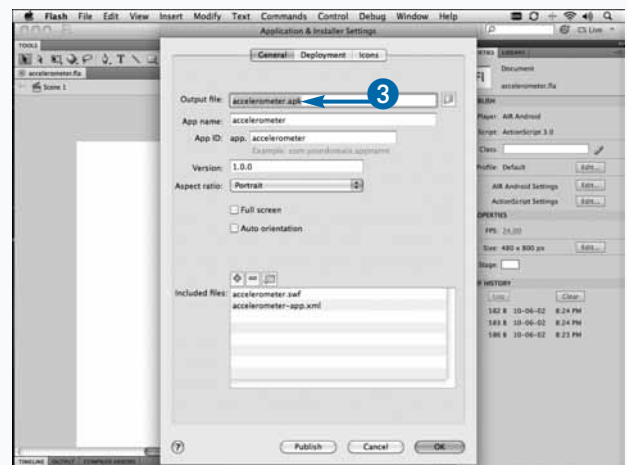 Flash File Edit View Insert Modify Text Commands Control Debug Window Help
Application & Installer Settings
CS Live
TOOLS
LIBRARY
accelerometer.fla
Scene 1
General Deployment Icons
Document
accelerometer.fla
Output file: accelerometer.apk
3
App name: accelerometer
Player: AIR Android
Script: ActionScript 3.0
App ID: app. accelerometer
Example: com.yourdomain.appname
Class:
Version: 1.0.0
Profile: Default Edit...
Aspect ratio: Portrait
AIR Android Settings Edit...
ActionScript Settings Edit...
Full screen
Auto orientation
FPS: 24.00
Size: 480 x 800 px Edit...
Stage:
HISTORY
Log Clear
Included files: accelerometer.swf
accelerometer-app.xml
582 B 10-06-02 8:24 PM
583 B 10-06-02 8:24 PM
586 B 10-06-02 8:23 PM
? Publish Cancel OK
TIMELINE OUTPUT COMPILER ERRORS